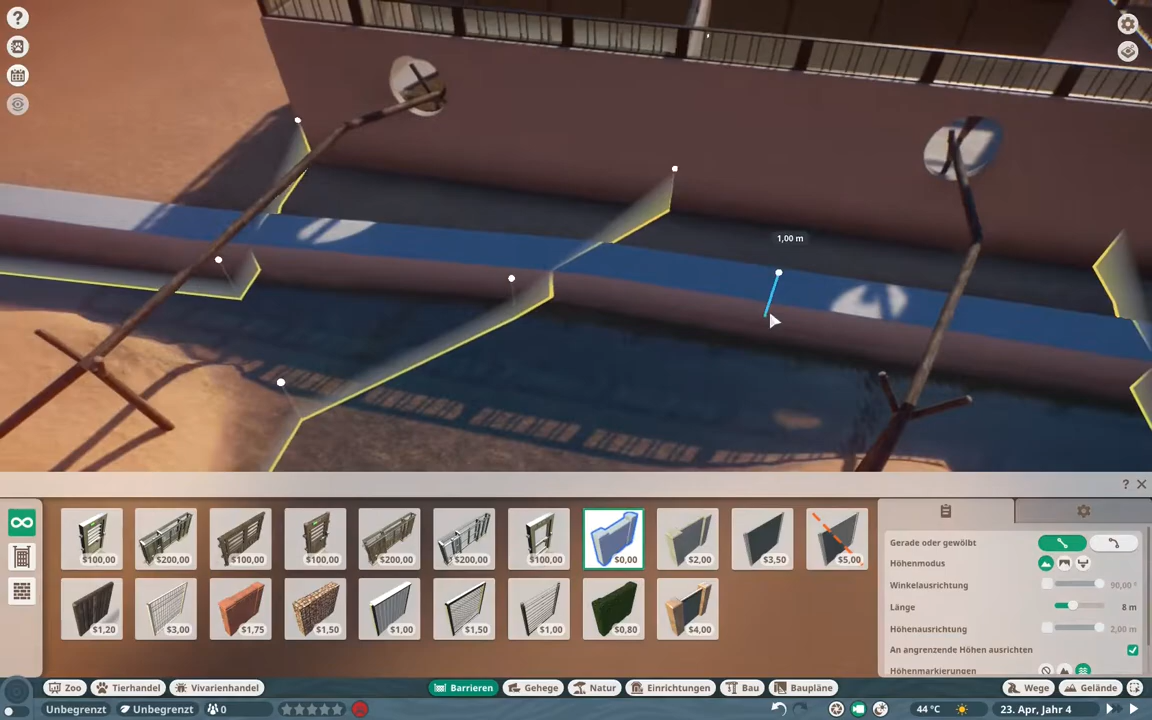 ?
1,00 m
?
$100,00 $200,00 $100,00 $100,00 $200,00 $200,00 $100,00 $0,00 $2,00 $3,50 $5,00
$1,20 $3,00 $1,75 $1,50 $1,00 $1,50 $1,00 $0,80 $4,00
Gerade oder gewölbt
Höhenmodus
Winkelausrichtung 90,00 °
Länge 8 m
Höhenausrichtung 2,00 m
An angrenzende Höhen ausrichten
Höhenmarkierungen
Zoo Tierhandel Vivarienhandel Barrieren Gehege Natur Einrichtungen Bau Baupläne Wege Gelände
Unbegrenzt Unbegrenzt 0 44 °C 23. Apr, Jahr 4